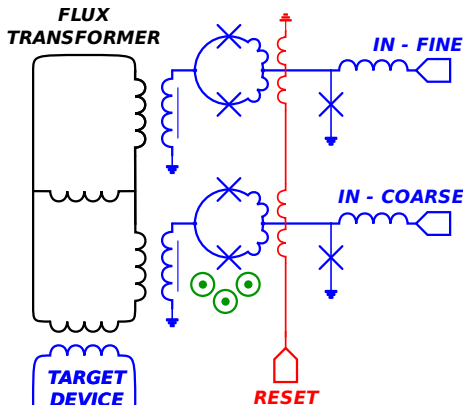 FLUX
TRANSFORMER
IN - FINE
IN - COARSE
TARGET
DEVICE
RESET